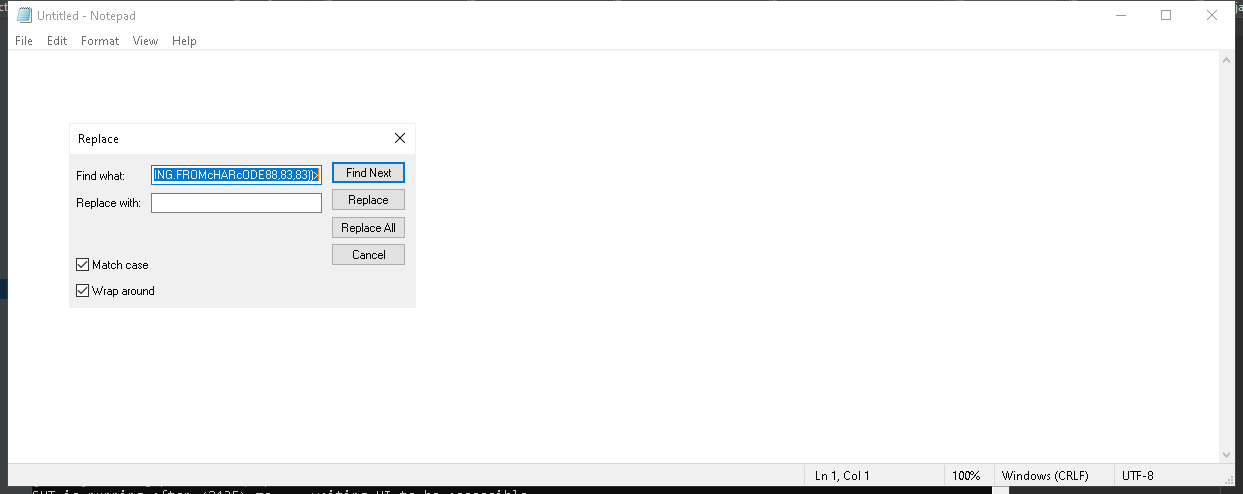 Untitled - Notepad
File Edit Format View Help
Replace
Find what: ING.FROMcHARcODE88,83,83))> Find Next
Replace with: Replace
Replace All
Cancel
Match case
Wrap around
Ln 1, Col 1 100% Windows (CRLF) UTF-8